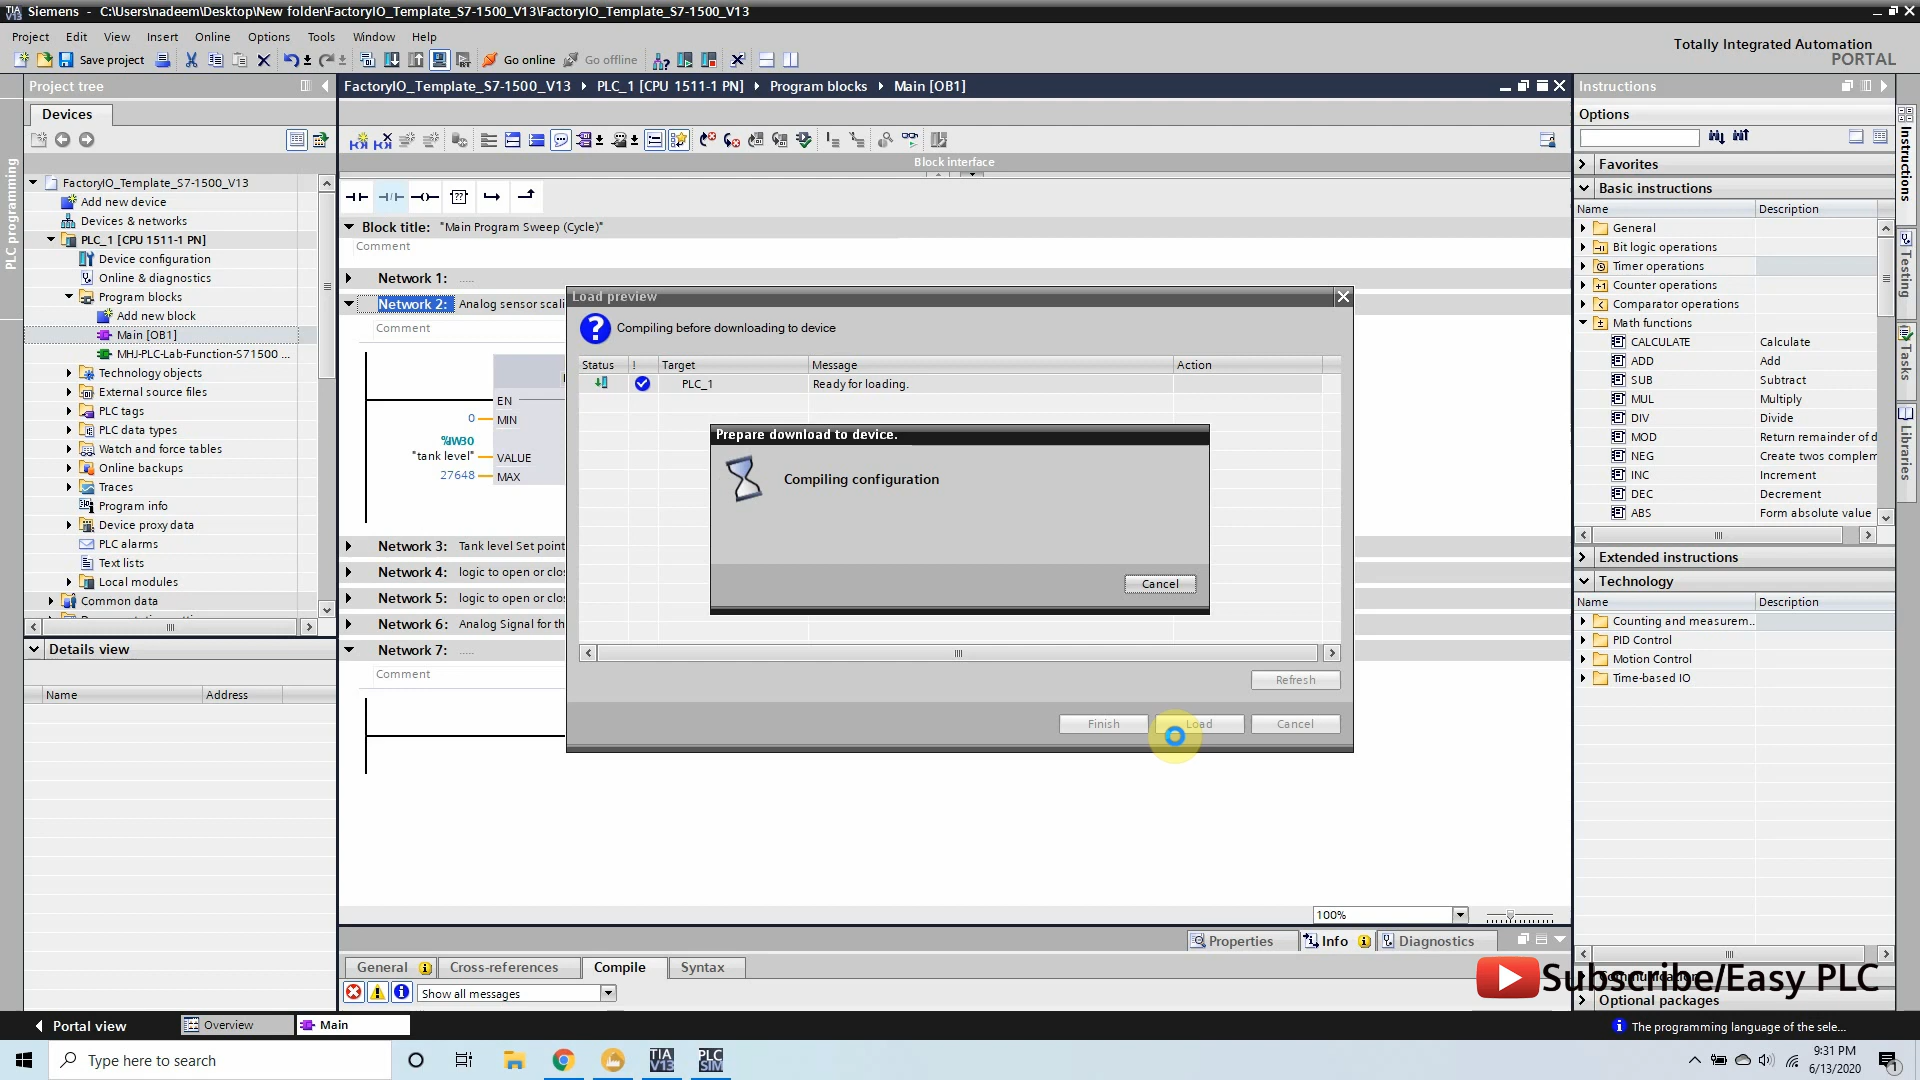 Siemens - C:\Users\nadeem\Desktop\New folder\FactoryIO_Template_S7-1500_V13\FactoryIO_Template_S7-1500_V13
Project Edit View Insert Online Options Tools Window Help
Totally Integrated Automation
PORTAL
Save project
Go online
Go offline
Project tree
Devices
PLC programming
FactoryIO_Template_S7-1500_V13
Add new device
Devices & networks
PLC_1 [CPU 1511-1 PN]
Device configuration
Online & diagnostics
Program blocks
Add new block
Main [OB1]
MHJ-PLC-Lab-Function-S71500 ...
Technology objects
External source files
PLC tags
PLC data types
Watch and force tables
Online backups
Traces
Program info
Device proxy data
PLC alarms
Text lists
Local modules
Common data
Details view
Name Address
FactoryIO_Template_S7-1500_V13 PLC_1 [CPU 1511-1 PN] Program blocks Main [OB1]
Block interface
Block title: "Main Program Sweep (Cycle)"
Comment
Network 1: .....
Network 2: Analog sensor scali
Comment
EN
0 MIN
%IW30
"tank level" VALUE
27648 MAX
Network 3: Tank level Set point
Network 4: logic to open or clo
Network 5: logic to open or clo
Network 6: Analog Signal for th
Network 7: .....
Comment
Load preview
Compiling before downloading to device
Status ! Target Message Action
PLC_1 Ready for loading.
Prepare download to device.
Compiling configuration
Cancel
Refresh
Finish Load Cancel
100%
Properties Info Diagnostics
General Cross-references Compile Syntax
Show all messages
Instructions
Options
Favorites
Basic instructions
Name Description
General
Bit logic operations
Timer operations
Counter operations
Comparator operations
Math functions
CALCULATE Calculate
ADD Add
SUB Subtract
MUL Multiply
DIV Divide
MOD Return remainder of d
NEG Create twos complem
INC Increment
DEC Decrement
ABS Form absolute value
Extended instructions
Technology
Name Description
Counting and measurem..
PID Control
Motion Control
Time-based IO
Subscribe/Easy PLC
Communication
Optional packages
Instructions
Testing
Tasks
Libraries
Portal view Overview Main
The programming language of the sele...
Type here to search
TIA V13
PLC SIM
9:31 PM
6/13/2020
1